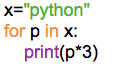 x="python"
for p in x:
    print(p*3)